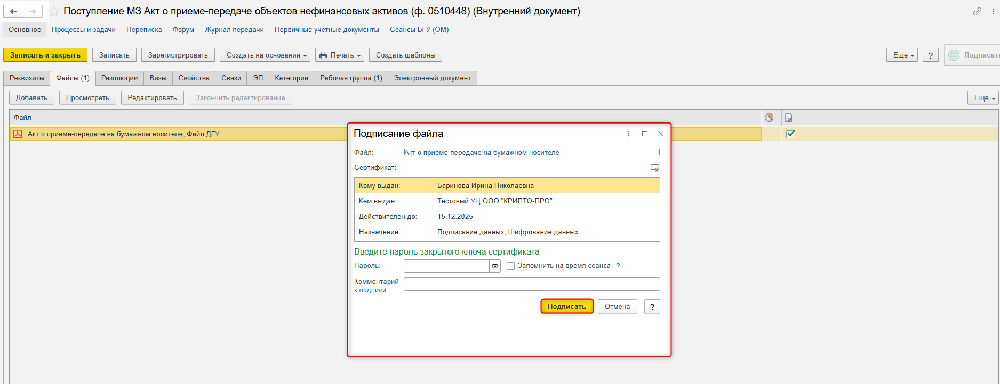 Поступление МЗ Акт о приеме-передаче объектов нефинансовых активов (ф. 0510448) (Внутренний документ)
Основное Процессы и задачи Переписка Форум Журнал передачи Первичные учетные документы Сеансы БГУ (ОМ)
Записать и закрыть Записать Зарегистрировать Создать на основании Печать Создать шаблоны Еще ? Подписать
Реквизиты Файлы (1) Резолюции Визы Свойства Связи ЭП Категории Рабочая группа (1) Электронный документ
Добавить Просмотреть Редактировать Закончить редактирование Еще
Файл
Акт о приеме-передаче на бумажном носителе, Файл ДГУ
Подписание файла
Файл: Акт о приеме-передаче на бумажном носителе
Сертификат:
Кому выдан: Баринова Ирина Николаевна
Кем выдан: Тестовый УЦ ООО "КРИПТО-ПРО"
Действителен до: 15.12.2025
Назначение: Подписание данных, Шифрование данных
Введите пароль закрытого ключа сертификата
Пароль: Запомнить на время сеанса ?
Комментарий
к подписи:
Подписать Отмена ?